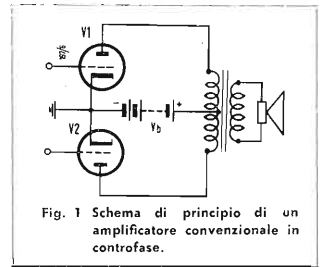 V1
V2
- +
Vb
Fig. 1 Schema di principio di un
amplificatore convenzionale in
controfase.